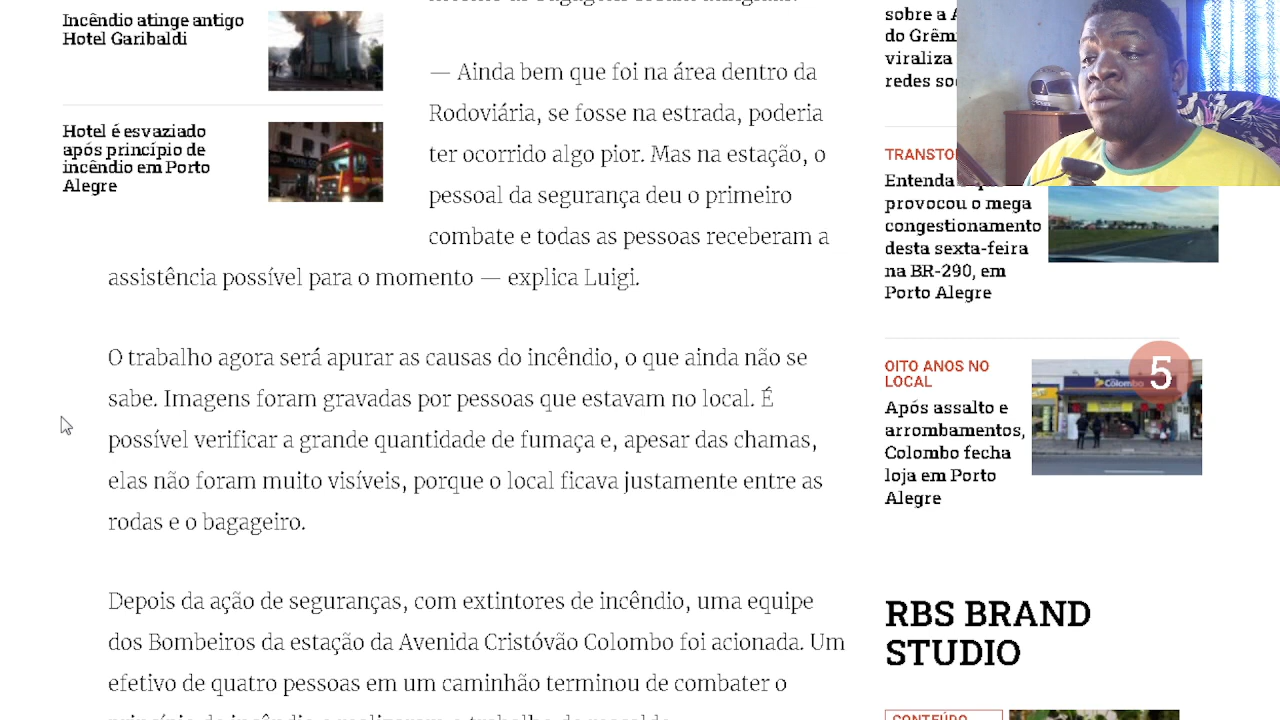 Incêndio atinge antigo
Hotel Garibaldi
Hotel é esvaziado
após princípio de
incêndio em Porto
Alegre
— Ainda bem que foi na área dentro da
Rodoviária, se fosse na estrada, poderia
ter ocorrido algo pior. Mas na estação, o
pessoal da segurança deu o primeiro
combate e todas as pessoas receberam a
assistência possível para o momento — explica Luigi.
O trabalho agora será apurar as causas do incêndio, o que ainda não se
sabe. Imagens foram gravadas por pessoas que estavam no local. É
possível verificar a grande quantidade de fumaça e, apesar das chamas,
elas não foram muito visíveis, porque o local ficava justamente entre as
rodas e o bagageiro.
Depois da ação de seguranças, com extintores de incêndio, uma equipe
dos Bombeiros da estação da Avenida Cristóvão Colombo foi acionada. Um
efetivo de quatro pessoas em um caminhão terminou de combater o
sobre a
do Grêm
viraliza
redes so
Entenda
provocou o mega
congestionamento
desta sexta-feira
na BR-290, em
Porto Alegre
OITO ANOS NO
LOCAL
Após assalto e
arrombamentos,
Colombo fecha
loja em Porto
Alegre
Colombo
5
RBS BRAND
STUDIO
CONTEÚDO